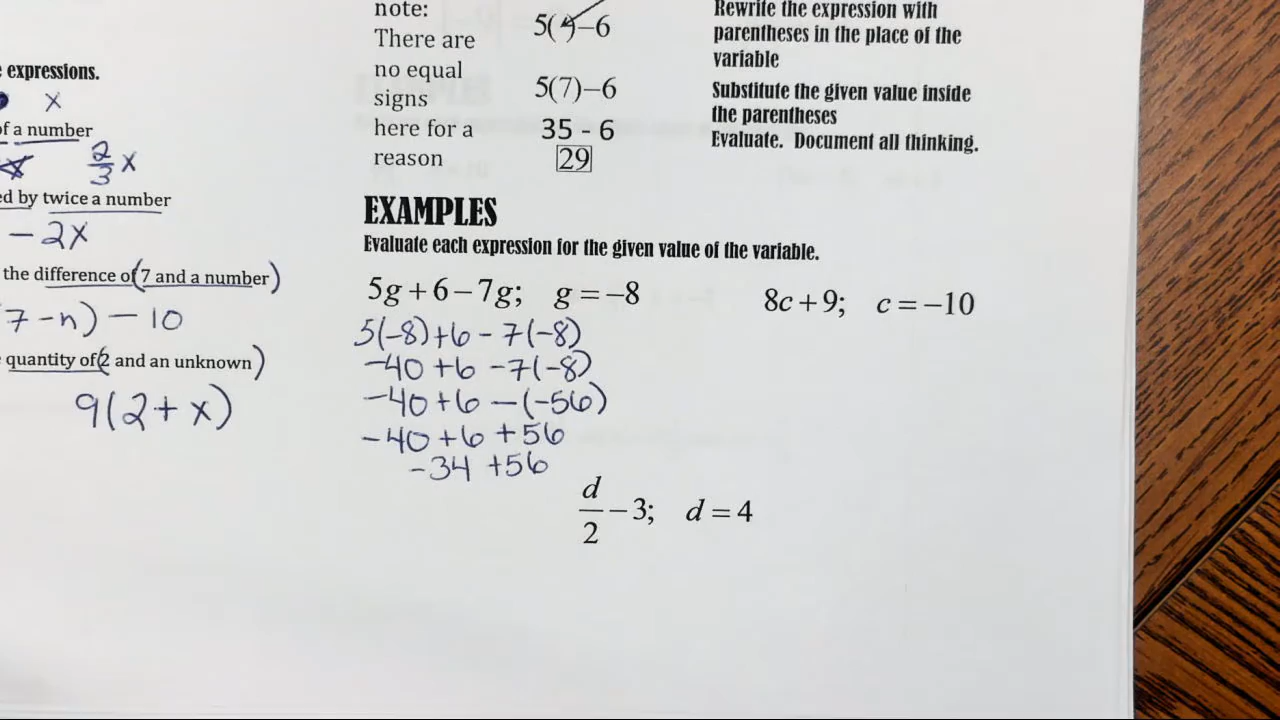 expressions.
x
of a number
2/3 x
ed by twice a number
- 2x
the difference of (7 and a number)
7 - n) - 10
quantity of (2 and an unknown)
9(2 + x)
note:
There are
no equal
signs
here for a
reason
5( )-6
5(7)-6
35 - 6
29
Rewrite the expression with
parentheses in the place of the
variable
Substitute the given value inside
the parentheses
Evaluate. Document all thinking.
EXAMPLES
Evaluate each expression for the given value of the variable.
5g + 6 - 7g; g = -8
5(-8) + 6 - 7(-8)
-40 + 6 - 7(-8)
-40 + 6 - (-56)
-40 + 6 + 56
-34 + 56
8c + 9; c = -10
d/2 - 3; d = 4